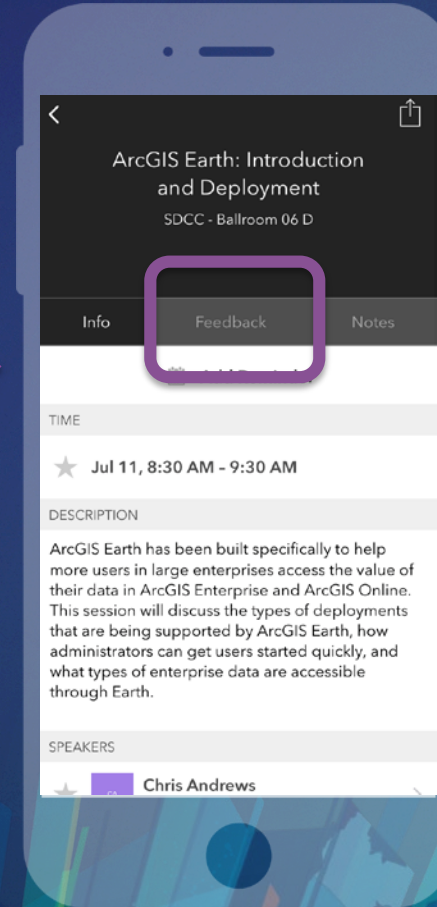 ArcGIS Earth: Introduction
and Deployment
SDCC - Ballroom 06 D
Info Feedback Notes
TIME
Jul 11, 8:30 AM – 9:30 AM
DESCRIPTION
ArcGIS Earth has been built specifically to help
more users in large enterprises access the value of
their data in ArcGIS Enterprise and ArcGIS Online.
This session will discuss the types of deployments
that are being supported by ArcGIS Earth, how
administrators can get users started quickly, and
what types of enterprise data are accessible
through Earth.
SPEAKERS
Chris Andrews